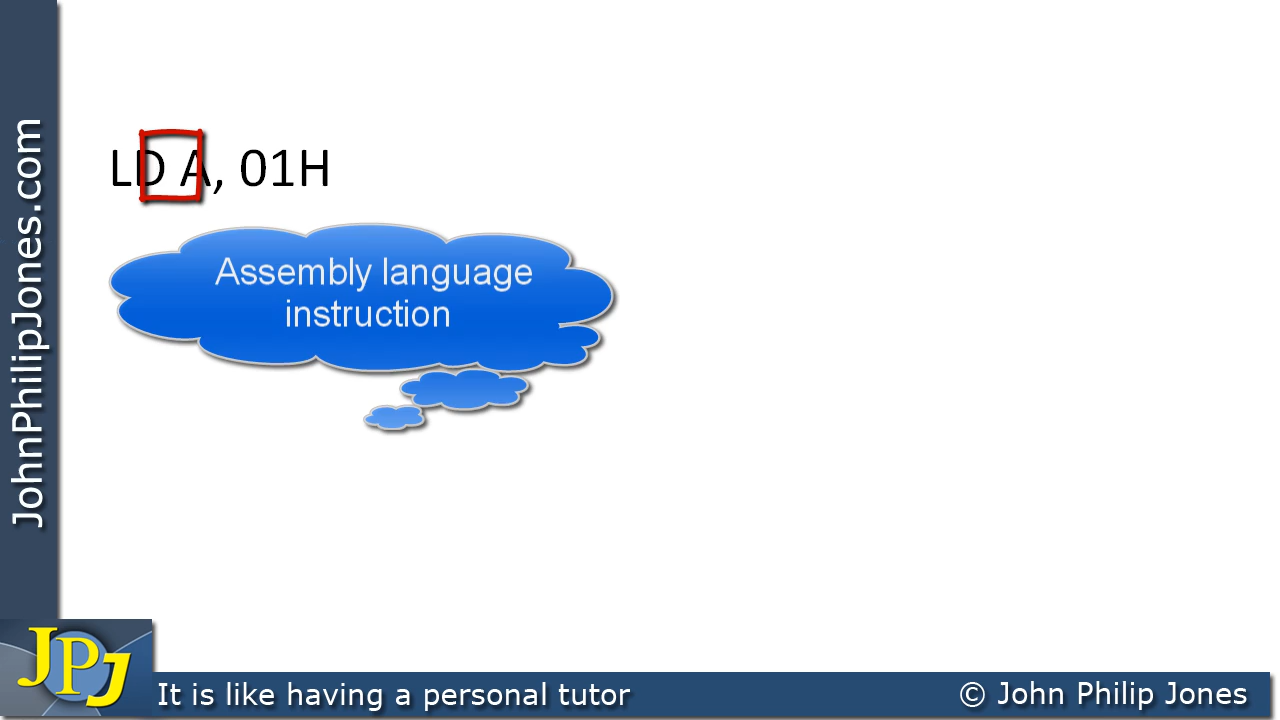 JohnPhilipJones.com
LD A, 01H
Assembly language
instruction
JPJ
It is like having a personal tutor
© John Philip Jones